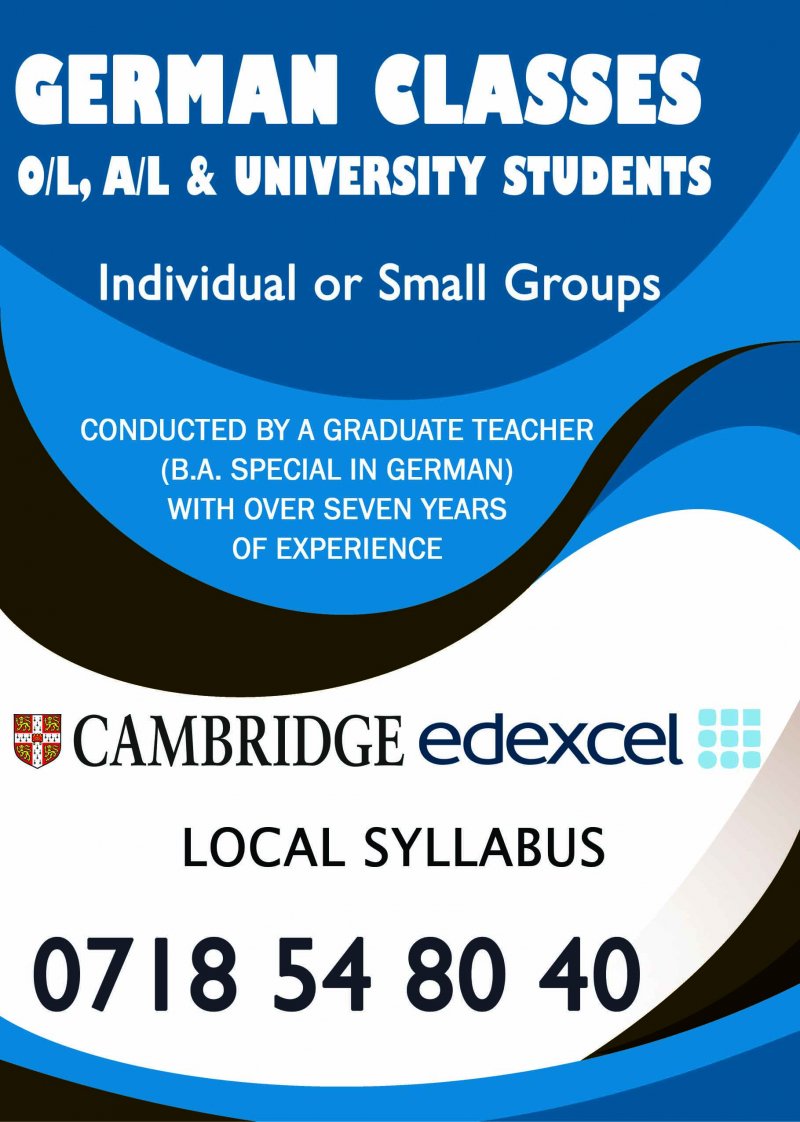 GERMAN CLASSES
O/L, A/L & UNIVERSITY STUDENTS
Individual or Small Groups
CONDUCTED BY A GRADUATE TEACHER
(B.A. SPECIAL IN GERMAN)
WITH OVER SEVEN YEARS
OF EXPERIENCE
CAMBRIDGE edexcel
LOCAL SYLLABUS
0718 54 80 40